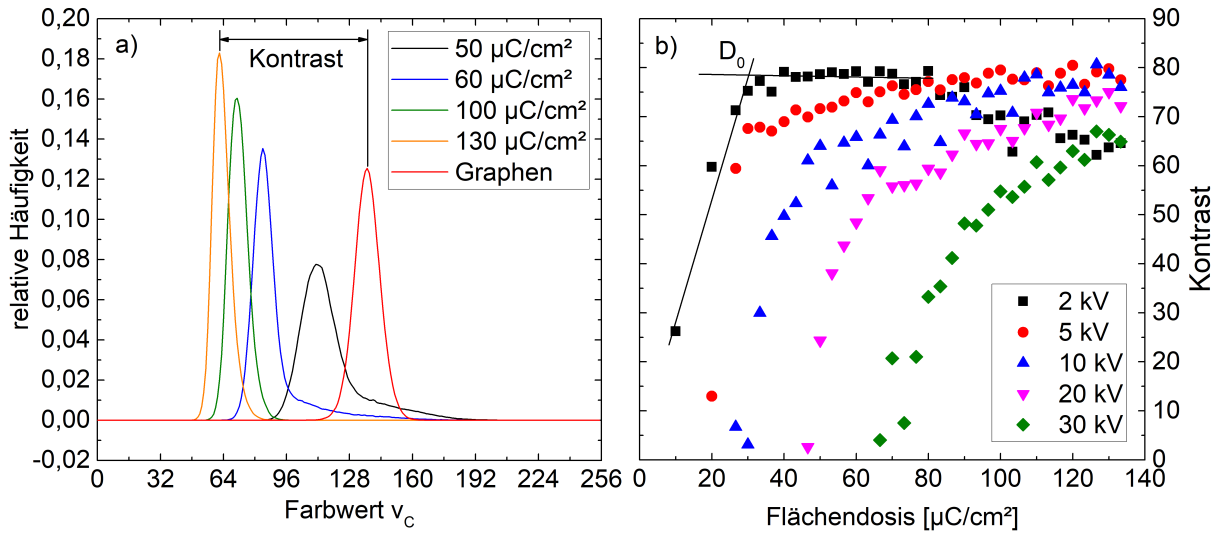 a)
Kontrast
50 µC/cm²
60 µC/cm²
100 µC/cm²
130 µC/cm²
Graphen
0,20
0,18
0,16
0,14
0,12
0,10
0,08
0,06
0,04
0,02
0,00
-0,02
relative Häufigkeit
0 32 64 96 128 160 192 224 256
Farbwert v_C
b)
D_0
2 kV
5 kV
10 kV
20 kV
30 kV
90
80
70
60
50
40
30
20
10
0
Kontrast
0 20 40 60 80 100 120 140
Flächendosis [µC/cm²]